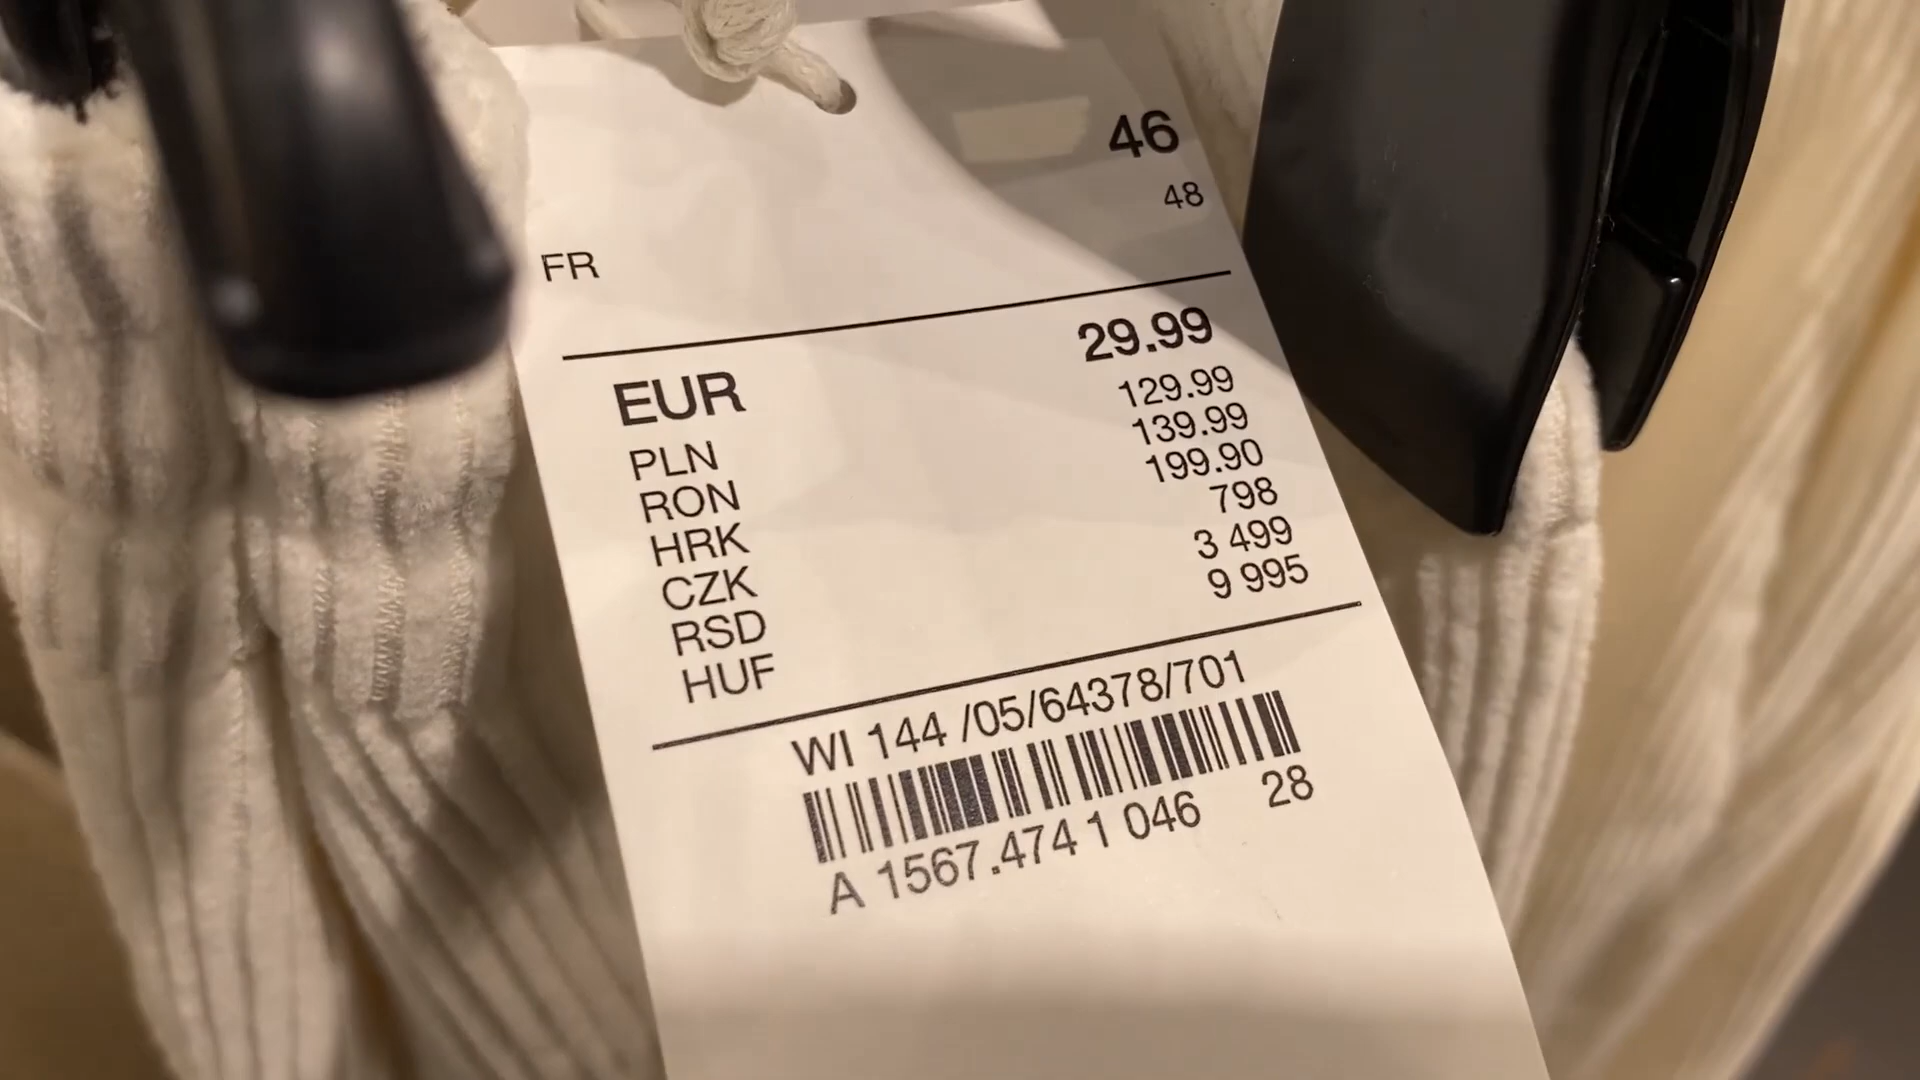 46
FR 48
EUR 29.99
PLN 129.99
RON 139.99
HRK 199.90
CZK 798
RSD 3 499
HUF 9 995
WI 144 /05/64378/701
A 1567.474 1 046 28